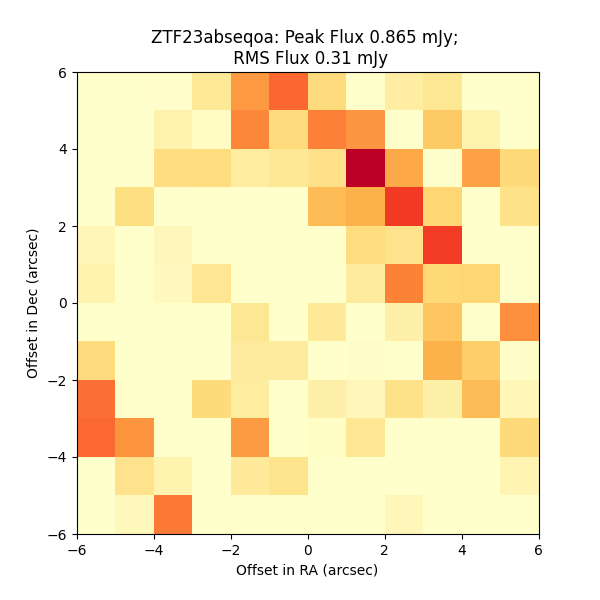 ZTF23abseqoa: Peak Flux 0.865 mJy;
RMS Flux 0.31 mJy
6
4
2
0
−2
−4
−6
Offset in Dec (arcsec)
−6 −4 −2 0 2 4 6
Offset in RA (arcsec)